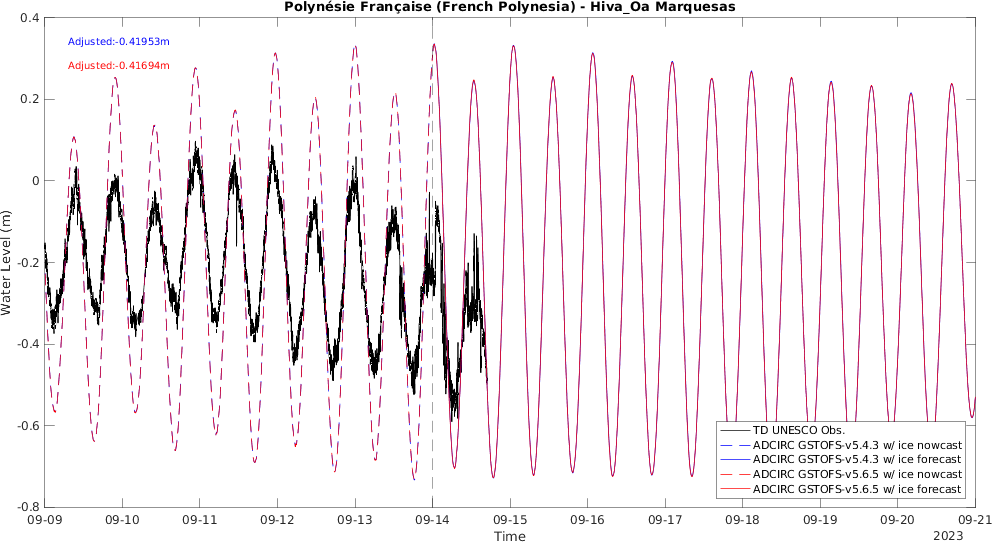 Polynésie Française (French Polynesia) - Hiva_Oa Marquesas
Adjusted:-0.41953m
Adjusted:-0.41694m
0.4
0.2
0
-0.2
-0.4
-0.6
-0.8
Water Level (m)
TD UNESCO Obs.
ADCIRC GSTOFS-v5.4.3 w/ ice nowcast
ADCIRC GSTOFS-v5.4.3 w/ ice forecast
ADCIRC GSTOFS-v5.6.5 w/ ice nowcast
ADCIRC GSTOFS-v5.6.5 w/ ice forecast
09-09 09-10 09-11 09-12 09-13 09-14 09-15 09-16 09-17 09-18 09-19 09-20 09-21
Time
2023